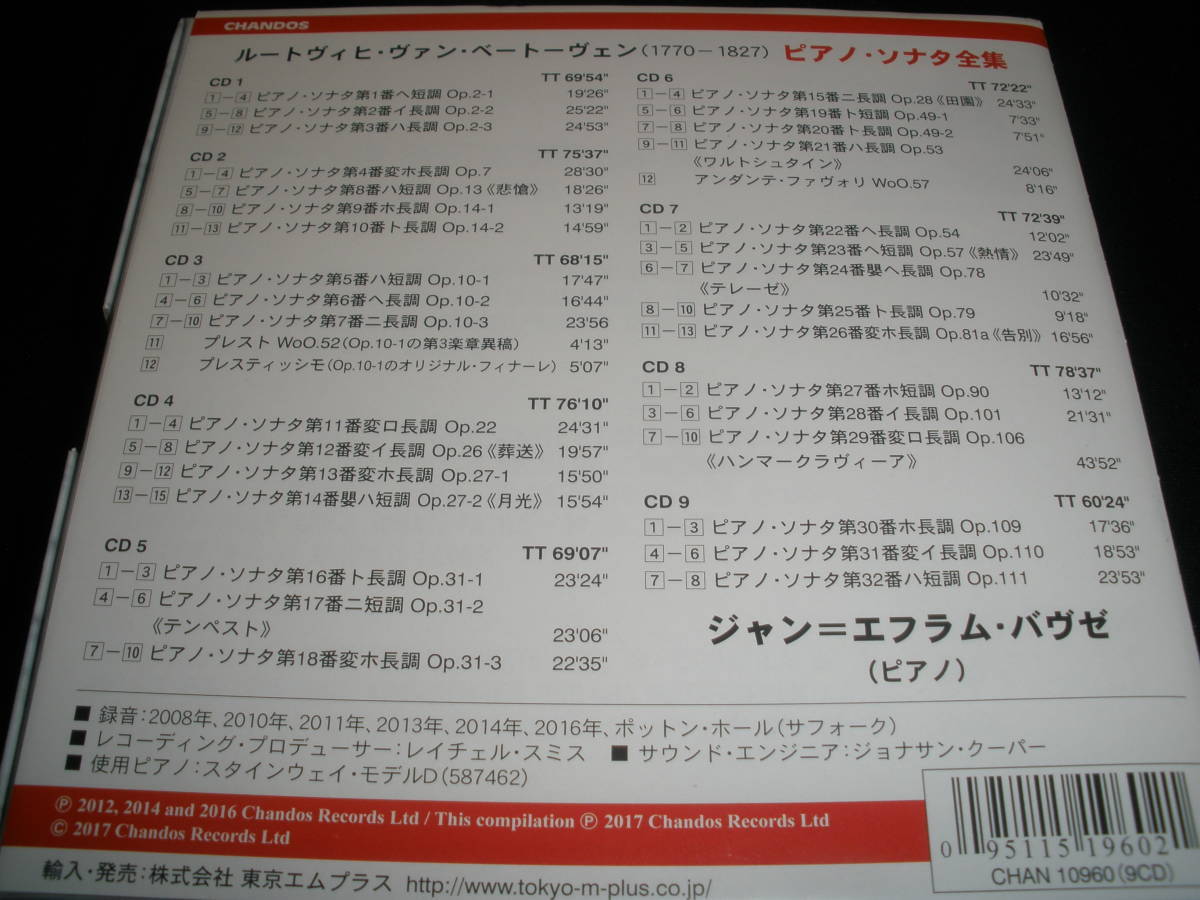 CHANDOS
ルートヴィヒ・ヴァン・ベートーヴェン(1770－1827) ピアノ・ソナタ全集
CD 1 TT 69'54"
1－4 ピアノ・ソナタ第1番ヘ短調 Op.2-1 19'26"
5－8 ピアノ・ソナタ第2番イ長調 Op.2-2 25'22"
9－12 ピアノ・ソナタ第3番ハ長調 Op.2-3 24'53"
CD 2 TT 75'37"
1－4 ピアノ・ソナタ第4番変ホ長調 Op.7 28'30"
5－7 ピアノ・ソナタ第8番ハ短調 Op.13《悲愴》 18'26"
8－10 ピアノ・ソナタ第9番ホ長調 Op.14-1 13'19"
11－13 ピアノ・ソナタ第10番ト長調 Op.14-2 14'59"
CD 3 TT 68'15"
1－3 ピアノ・ソナタ第5番ハ短調 Op.10-1 17'47"
4－6 ピアノ・ソナタ第6番ヘ長調 Op.10-2 16'44"
7－10 ピアノ・ソナタ第7番ニ長調 Op.10-3 23'56
11 プレスト WoO.52(Op.10-1の第3楽章異稿) 4'13"
12 プレスティッシモ(Op.10-1のオリジナル・フィナーレ) 5'07"
CD 4 TT 76'10"
1－4 ピアノ・ソナタ第11番変ロ長調 Op.22 24'31"
5－8 ピアノ・ソナタ第12番変イ長調 Op.26《葬送》 19'57"
9－12 ピアノ・ソナタ第13番変ホ長調 Op.27-1 15'50"
13－15 ピアノ・ソナタ第14番嬰ハ短調 Op.27-2《月光》 15'54"
CD 5 TT 69'07"
1－3 ピアノ・ソナタ第16番ト長調 Op.31-1 23'24"
4－6 ピアノ・ソナタ第17番ニ短調 Op.31-2
《テンペスト》 23'06"
7－10 ピアノ・ソナタ第18番変ホ長調 Op.31-3 22'35"
CD 6 TT 72'22"
1－4 ピアノ・ソナタ第15番ニ長調 Op.28《田園》 24'33"
5－6 ピアノ・ソナタ第19番ト短調 Op.49-1 7'33"
7－8 ピアノ・ソナタ第20番ト長調 Op.49-2 7'51"
9－11 ピアノ・ソナタ第21番ハ長調 Op.53
《ワルトシュタイン》 24'06"
12 アンダンテ・ファヴォリ WoO.57 8'16"
CD 7 TT 72'39"
1－2 ピアノ・ソナタ第22番ヘ長調 Op.54 12'02"
3－5 ピアノ・ソナタ第23番ヘ短調 Op.57《熱情》 23'49"
6－7 ピアノ・ソナタ第24番嬰ヘ長調 Op.78
《テレーゼ》 10'32"
8－10 ピアノ・ソナタ第25番ト長調 Op.79 9'18"
11－13 ピアノ・ソナタ第26番変ホ長調 Op.81a《告別》 16'56"
CD 8 TT 78'37"
1－2 ピアノ・ソナタ第27番ホ短調 Op.90 13'12"
3－6 ピアノ・ソナタ第28番イ長調 Op.101 21'31"
7－10 ピアノ・ソナタ第29番変ロ長調 Op.106
《ハンマークラヴィーア》 43'52"
CD 9 TT 60'24"
1－3 ピアノ・ソナタ第30番ホ長調 Op.109 17'36"
4－6 ピアノ・ソナタ第31番変イ長調 Op.110 18'53"
7－8 ピアノ・ソナタ第32番ハ短調 Op.111 23'53"
ジャン＝エフラム・バヴゼ
(ピアノ)
■ 録音：2008年、2010年、2011年、2013年、2014年、2016年、ポットン・ホール(サフォーク)
■ レコーディング・プロデューサー：レイチェル・スミス ■ サウンド・エンジニア：ジョナサン・クーパー
■ 使用ピアノ：スタインウェイ・モデルD(587462)
Ⓟ 2012, 2014 and 2016 Chandos Records Ltd / This compilation Ⓟ 2017 Chandos Records Ltd
© 2017 Chandos Records Ltd
輸入・発売：株式会社 東京エムプラス http://www.tokyo-m-plus.co.jp/
0 95115 19602
CHAN 10960(9CD)